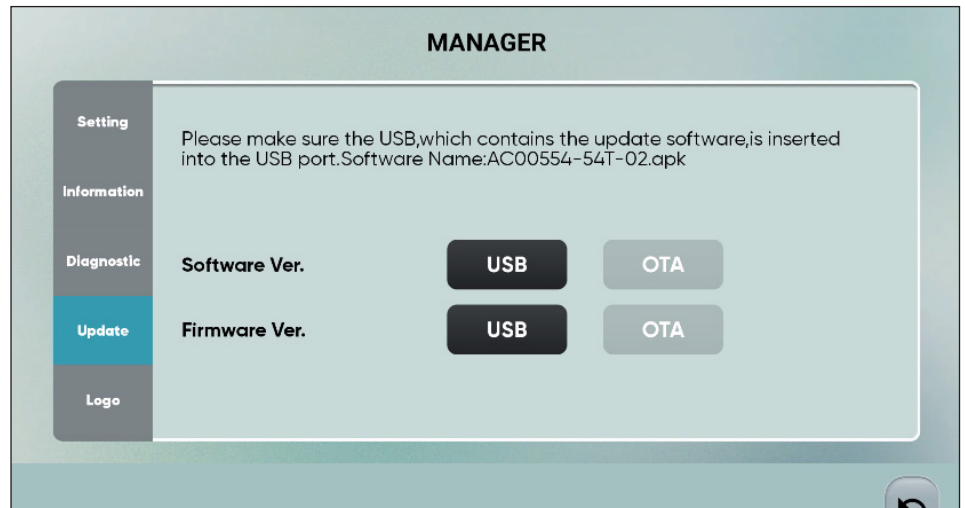 MANAGER
Setting
Information
Diagnostic
Update
Logo
Please make sure the USB,which contains the update software,is inserted
into the USB port.Software Name:AC00554-54T-02.apk
Software Ver.
USB
OTA
Firmware Ver.
USB
OTA